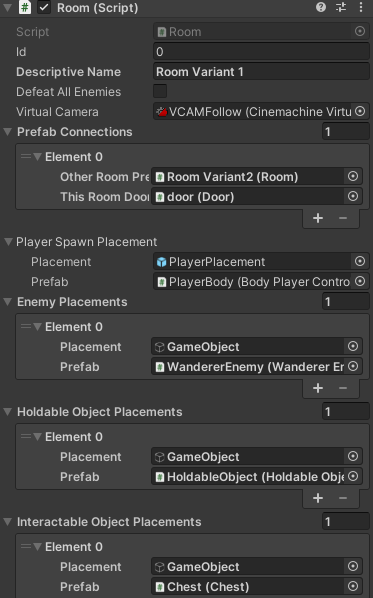 Room (Script)
Script Room
Id 0
Descriptive Name Room Variant 1
Defeat All Enemies
Virtual Camera VCAMFollow (Cinemachine Virtu
Prefab Connections 1
Element 0
Other Room Pre Room Variant2 (Room)
This Room Door door (Door)
Player Spawn Placement
Placement PlayerPlacement
Prefab PlayerBody (Body Player Contro
Enemy Placements 1
Element 0
Placement GameObject
Prefab WandererEnemy (Wanderer Er
Holdable Object Placements 1
Element 0
Placement GameObject
Prefab HoldableObject (Holdable Obje
Interactable Object Placements 1
Element 0
Placement GameObject
Prefab Chest (Chest)